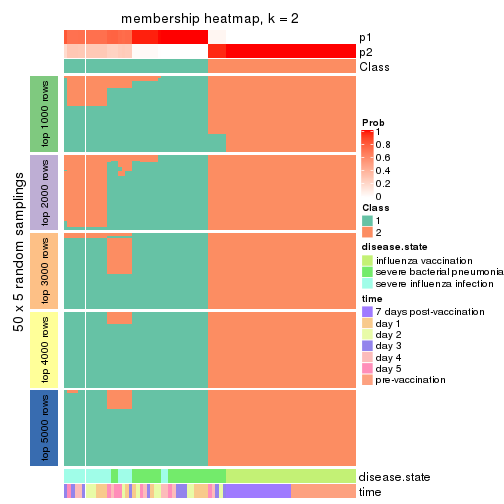 membership heatmap, k = 2
p1
p2
Class
50 x 5 random samplings
top 1000 rows
top 2000 rows
top 3000 rows
top 4000 rows
top 5000 rows
disease.state
time
Prob
1
0.8
0.6
0.4
0.2
0
Class
1
2
disease.state
influenza vaccination
severe bacterial pneumonia
severe influenza infection
time
7 days post-vaccination
day 1
day 2
day 3
day 4
day 5
pre-vaccination